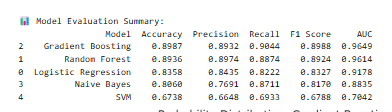 📊 Model Evaluation Summary:
Model Accuracy Precision Recall F1 Score AUC
2 Gradient Boosting 0.8987 0.8932 0.9044 0.8988 0.9649
1 Random Forest 0.8936 0.8974 0.8874 0.8924 0.9614
0 Logistic Regression 0.8358 0.8435 0.8222 0.8327 0.9178
3 Naive Bayes 0.8060 0.7691 0.8711 0.8170 0.8835
4 SVM 0.6738 0.6648 0.6933 0.6788 0.7042